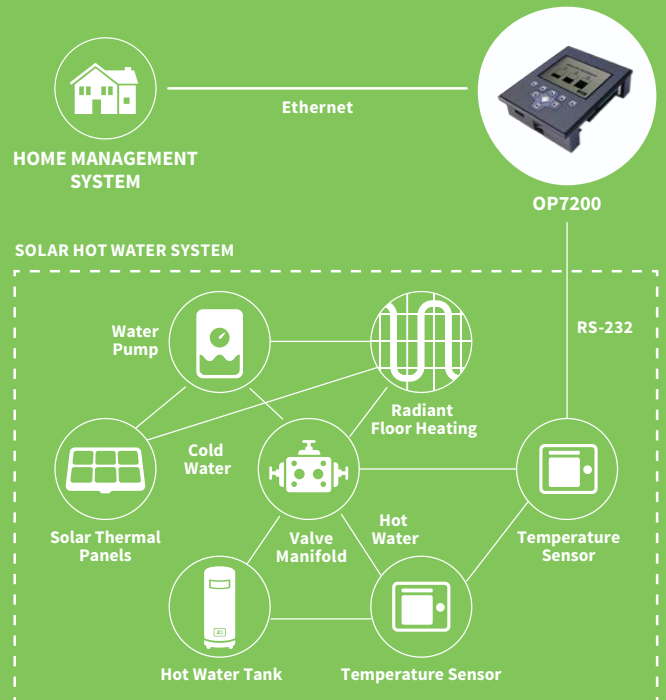 Ethernet
HOME MANAGEMENT
SYSTEM
OP7200
SOLAR HOT WATER SYSTEM
Water
Pump
RS-232
Radiant
Floor Heating
Cold
Water
Solar Thermal
Panels
Valve
Manifold
Hot
Water
Temperature
Sensor
Hot Water Tank
Temperature Sensor